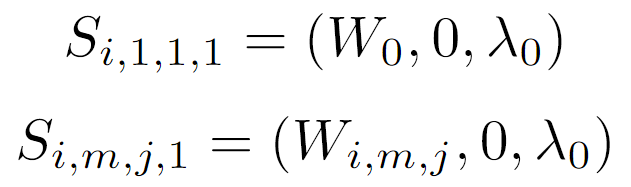 S_{i,1,1,1} = (W_0, 0, λ_0)
S_{i,m,j,1} = (W_{i,m,j}, 0, λ_0)